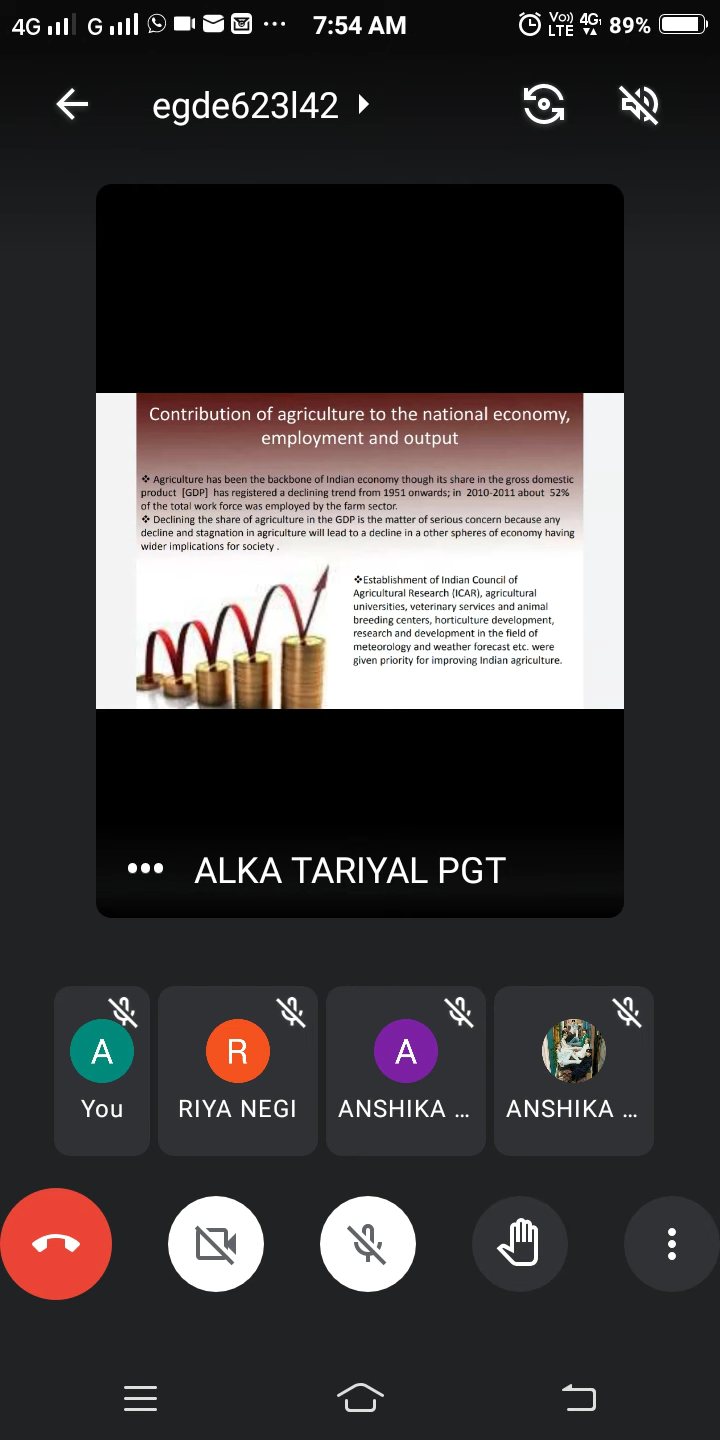 4G G ... 7:54 AM Vo)) LTE 4G 89%
egde623l42
Contribution of agriculture to the national economy,
employment and output
❖ Agriculture has been the backbone of Indian economy though its share in the gross domestic
product [GDP] has registered a declining trend from 1951 onwards; in 2010-2011 about 52%
of the total work force was employed by the farm sector.
❖ Declining the share of agriculture in the GDP is the matter of serious concern because any
decline and stagnation in agriculture will lead to a decline in a other spheres of economy having
wider implications for society .
❖Establishment of Indian Council of
Agricultural Research (ICAR), agricultural
universities, veterinary services and animal
breeding centers, horticulture development,
research and development in the field of
meteorology and weather forecast etc. were
given priority for improving Indian agriculture.
ALKA TARIYAL PGT
A R A
You RIYA NEGI ANSHIKA ... ANSHIKA ...